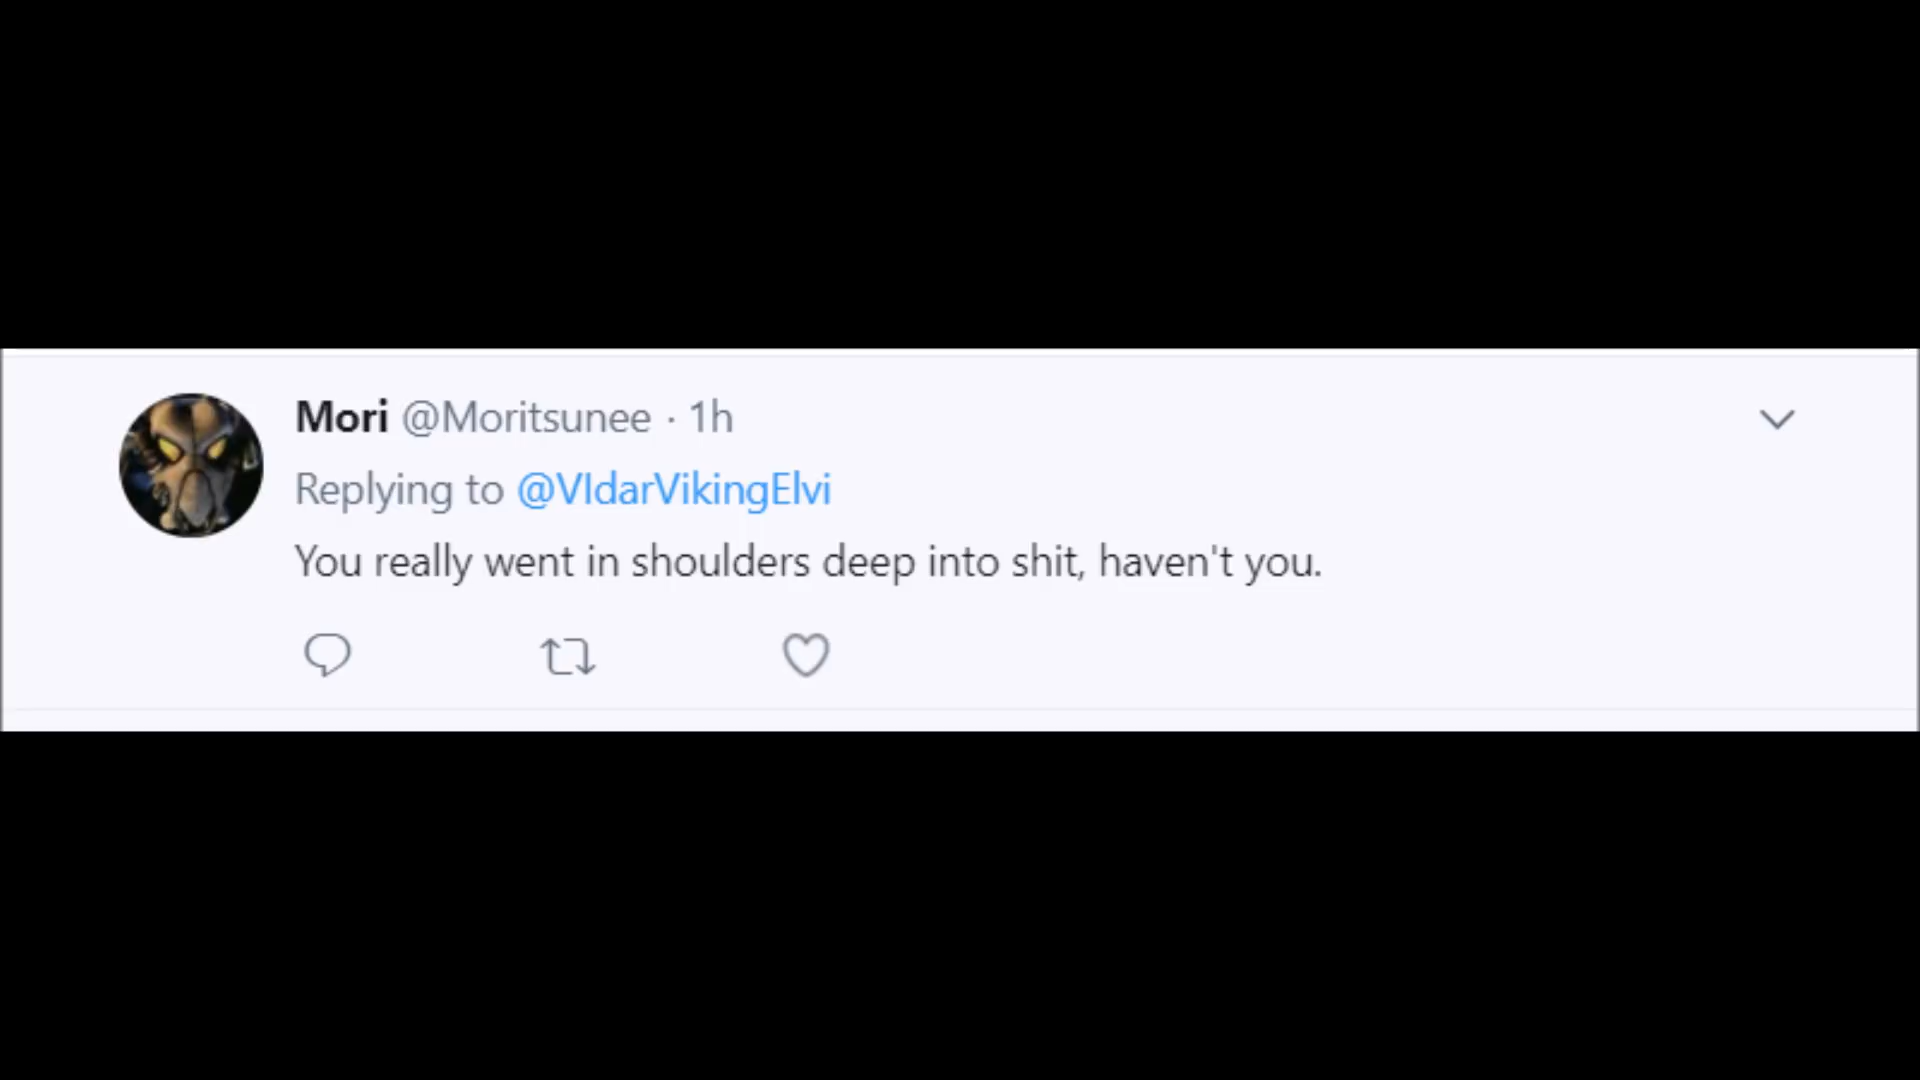 Mori @Moritsunee · 1h
Replying to @VIdarVikingElvi
You really went in shoulders deep into shit, haven't you.